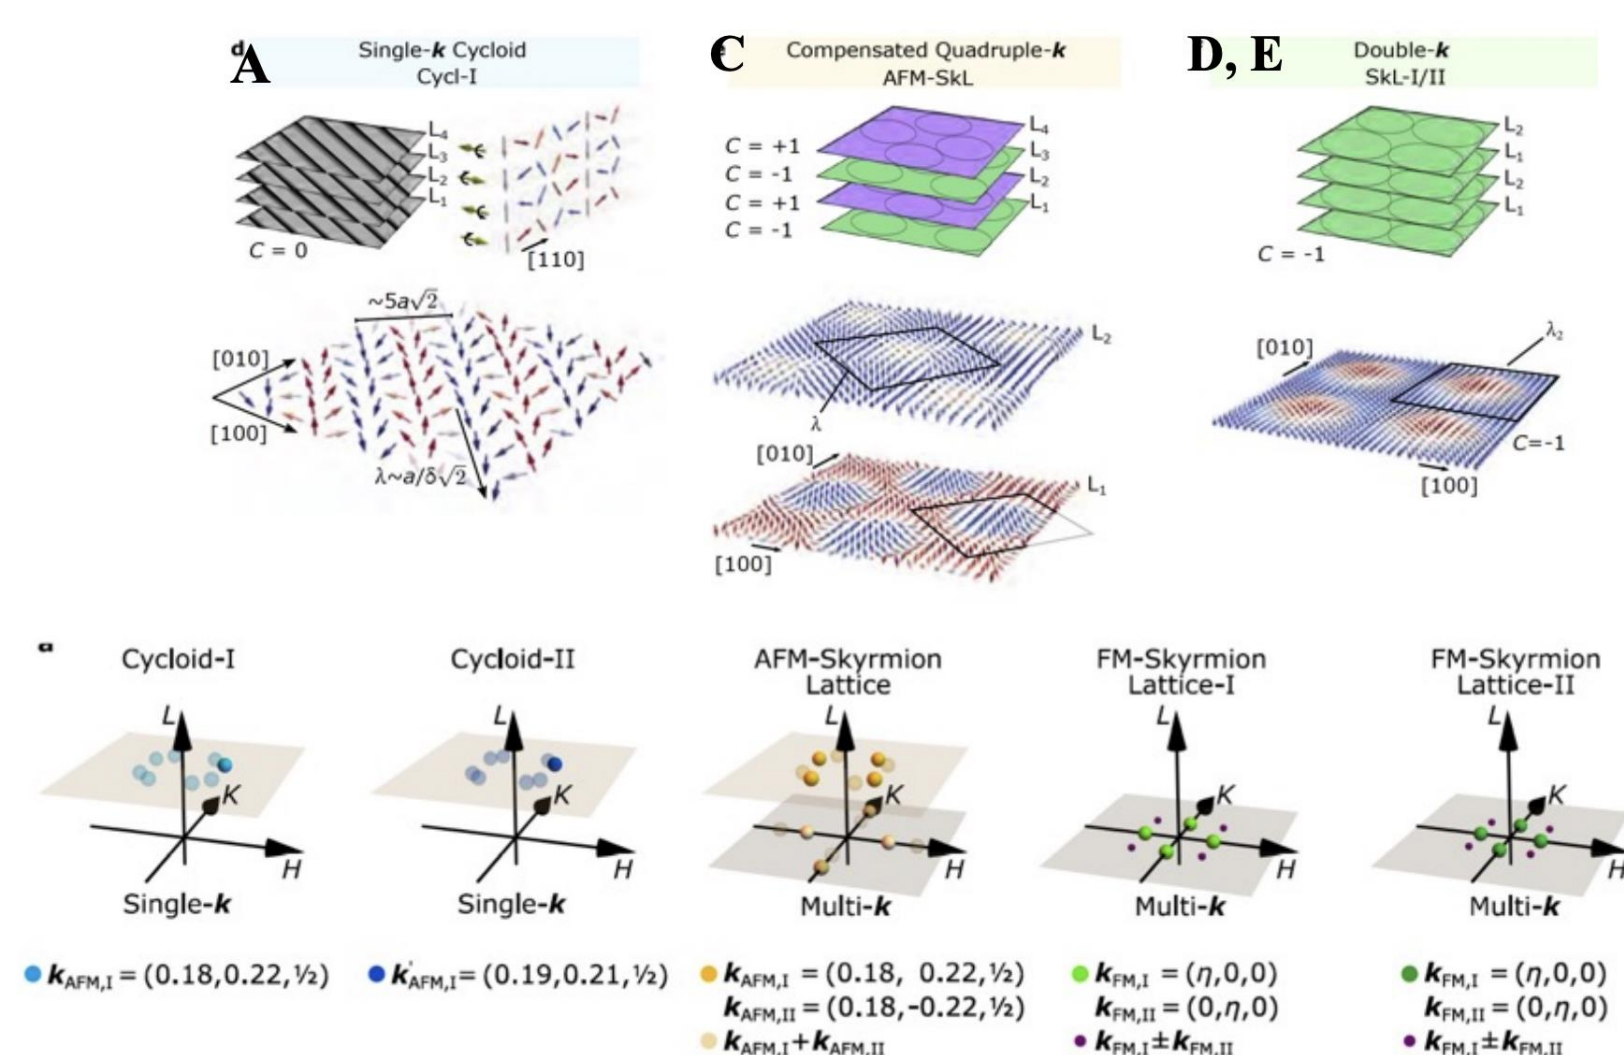 A
Single-k Cycloid
Cycl-I
L4
L3
L2
L1
C = 0
[110]
~5a√2
[010]
[100]
λ~a/δ√2
C
Compensated Quadruple-k
AFM-SkL
C = +1
C = -1
C = +1
C = -1
L4
L3
L2
L1
L2
λ
[010]
L1
[100]
D, E
Double-k
SkL-I/II
L2
L1
L2
L1
C = -1
λ2
[010]
C=-1
[100]
Cycloid-I
L
K
H
Single-k
kAFM,I = (0.18,0.22,½)
Cycloid-II
L
K
H
Single-k
k'AFM,I = (0.19,0.21,½)
AFM-Skyrmion
Lattice
L
K
H
Multi-k
kAFM,I = (0.18, 0.22,½)
kAFM,II = (0.18,-0.22,½)
kAFM,I+kAFM,II
FM-Skyrmion
Lattice-I
L
K
H
Multi-k
kFM,I = (η,0,0)
kFM,II = (0,η,0)
kFM,I±kFM,II
FM-Skyrmion
Lattice-II
L
K
H
Multi-k
kFM,I = (η,0,0)
kFM,II = (0,η,0)
kFM,I±kFM,II